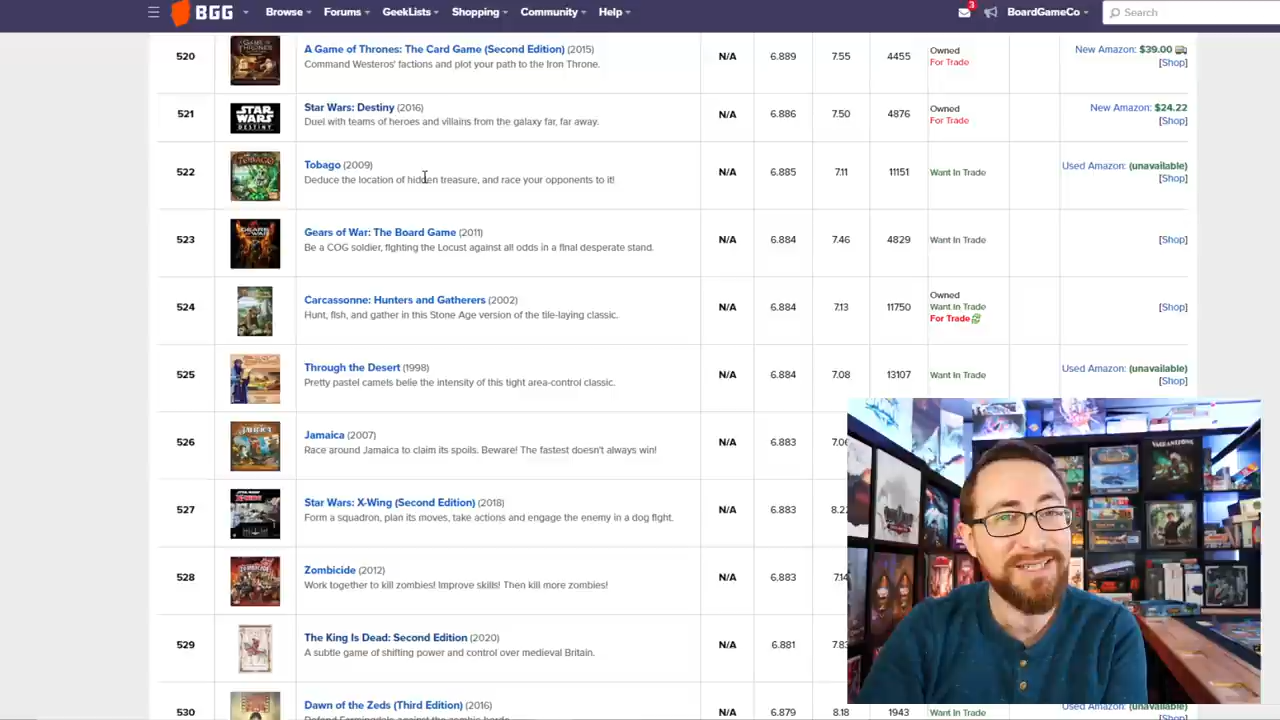 BGG Browse Forums GeekLists Shopping Community Help 3 BoardGameCo Search
520 A Game of Thrones: The Card Game (Second Edition) (2015) N/A 6.889 7.55 4455 Owned New Amazon: $39.00
Command Westeros' factions and plot your path to the Iron Throne. For Trade [Shop]
521 STAR WARS DESTINY Star Wars: Destiny (2016) N/A 6.886 7.50 4876 Owned New Amazon: $24.22
Duel with teams of heroes and villains from the galaxy far, far away. For Trade [Shop]
522 TOBAGO Tobago (2009) N/A 6.885 7.11 11151 Want In Trade Used Amazon: (unavailable)
Deduce the location of hidden treasure, and race your opponents to it! [Shop]
523 Gears of War: The Board Game (2011) N/A 6.884 7.46 4829 Want In Trade [Shop]
Be a COG soldier, fighting the Locust against all odds in a final desperate stand.
524 Carcassonne: Hunters and Gatherers (2002) N/A 6.884 7.13 11750 Owned [Shop]
Hunt, fish, and gather in this Stone Age version of the tile-laying classic. Want In Trade
For Trade
525 Through the Desert (1998) N/A 6.884 7.08 13107 Want In Trade Used Amazon: (unavailable)
Pretty pastel camels belie the intensity of this tight area-control classic. [Shop]
526 Jamaica (2007) N/A 6.883
Race around Jamaica to claim its spoils. Beware! The fastest doesn't always win!
527 Star Wars: X-Wing (Second Edition) (2018) N/A 6.883
Form a squadron, plan its moves, take actions and engage the enemy in a dog fight.
528 Zombicide (2012) N/A 6.883 7.14
Work together to kill zombies! Improve skills! Then kill more zombies!
529 The King Is Dead: Second Edition (2020) N/A 6.881
A subtle game of shifting power and control over medieval Britain.
530 Dawn of the Zeds (Third Edition) (2016) N/A 6.879 8.18 1943 Want In Trade Used Amazon: (unavailable)